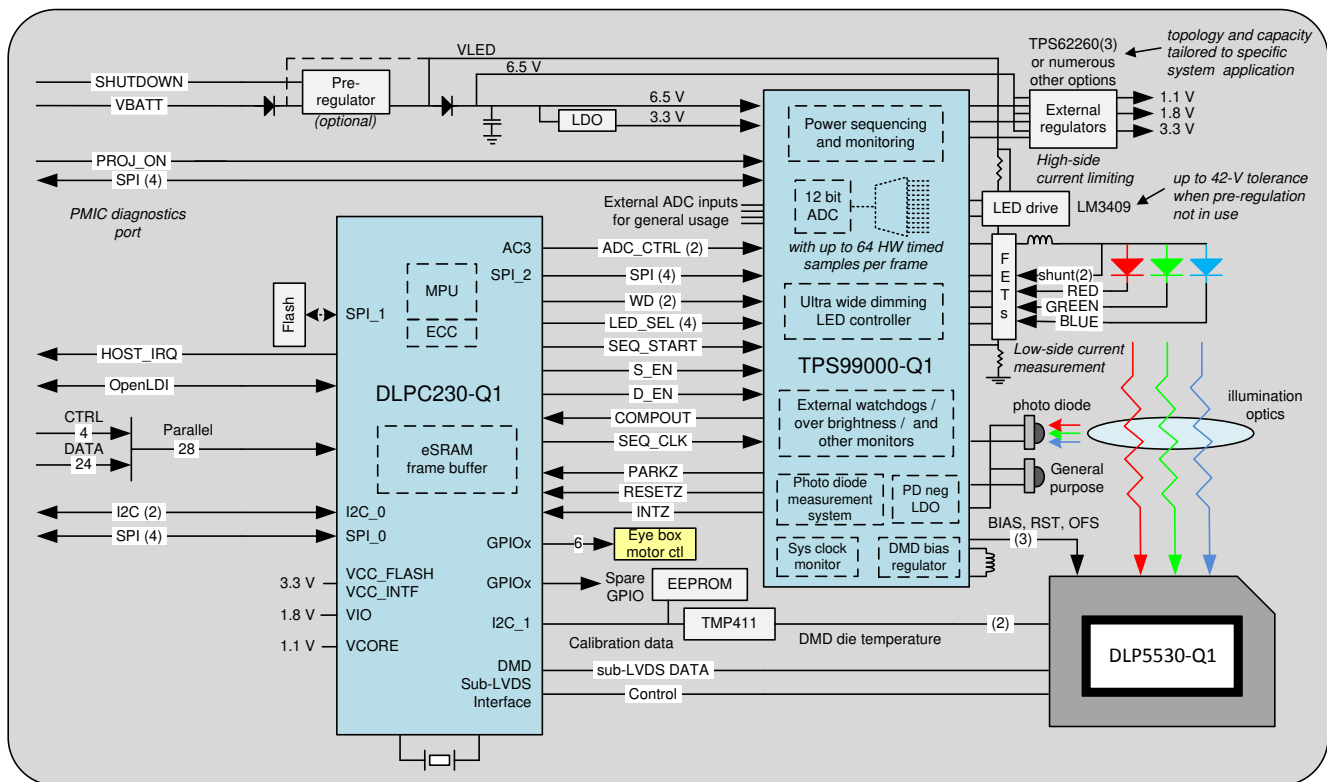 VLED
6.5 V
TPS62260(3)
or numerous
other options
topology and capacity
tailored to specific
system application
SHUTDOWN
VBATT
Pre-
regulator
(optional)
6.5 V
LDO
3.3 V
External
regulators
1.1 V
1.8 V
3.3 V
Power sequencing
and monitoring
PROJ_ON
SPI (4)
PMIC diagnostics
port
High-side
current limiting
LED drive
LM3409
up to 42-V tolerance
when pre-regulation
not in use
External ADC inputs
for general usage
12 bit
ADC
with up to 64 HW timed
samples per frame
AC3
ADC_CTRL (2)
SPI_2
SPI (4)
MPU
ECC
WD (2)
LED_SEL (4)
SEQ_START
S_EN
D_EN
COMPOUT
SEQ_CLK
PARKZ
RESETZ
INTZ
Ultra wide dimming
LED controller
TPS99000-Q1
F
E
T
s
shunt(2)
RED
GREEN
BLUE
Low-side current
measurement
Flash
SPI_1
HOST_IRQ
OpenLDI
DLPC230-Q1
CTRL
4
DATA
24
Parallel
28
eSRAM
frame buffer
External watchdogs /
over brightness / and
other monitors
photo diode
illumination
optics
General
purpose
Photo diode
measurement
system
PD neg
LDO
Sys clock
monitor
DMD bias
regulator
BIAS, RST, OFS
(3)
I2C (2)
I2C_0
SPI (4)
SPI_0
GPIOx
6
Eye box
motor ctl
3.3 V
VCC_FLASH
VCC_INTF
GPIOx
Spare
GPIO
EEPROM
1.8 V
VIO
I2C_1
Calibration data
TMP411
DMD die temperature
(2)
1.1 V
VCORE
DMD
Sub-LVDS
Interface
sub-LVDS DATA
Control
DLP5530-Q1